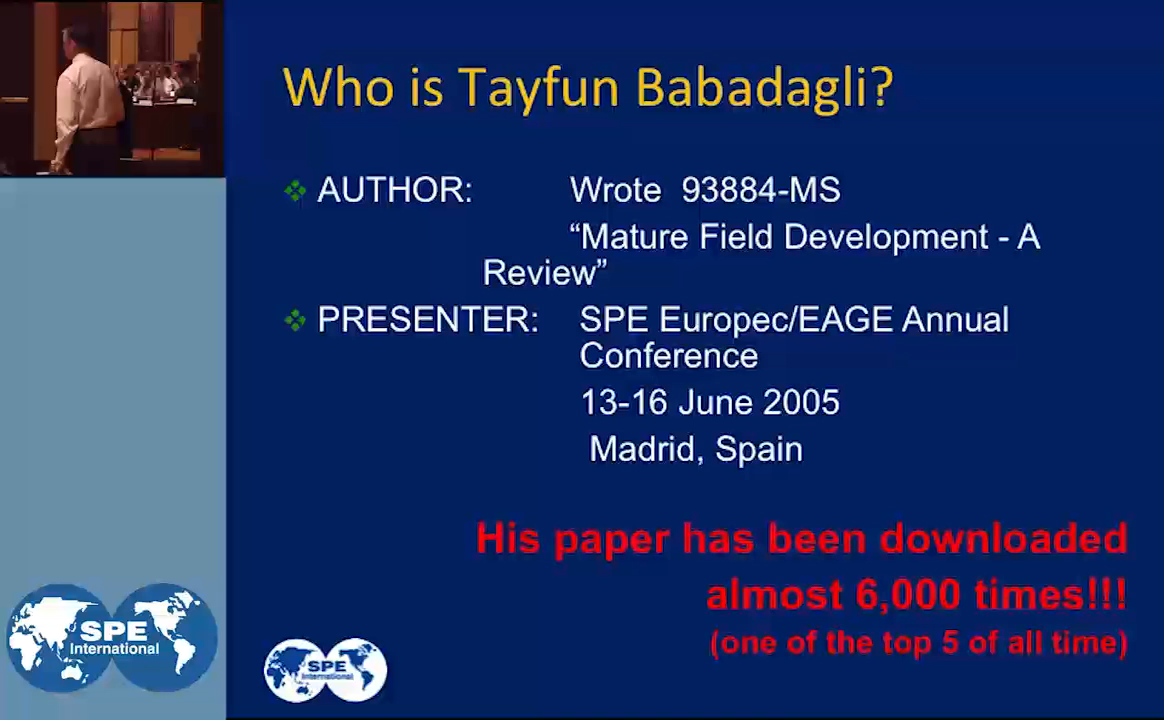 Who is Tayfun Babadagli?
AUTHOR: Wrote 93884-MS
“Mature Field Development - A
Review”
PRESENTER: SPE Europec/EAGE Annual
Conference
13-16 June 2005
Madrid, Spain
His paper has been downloaded
almost 6,000 times!!!
(one of the top 5 of all time)
SPE
International
SPE
International